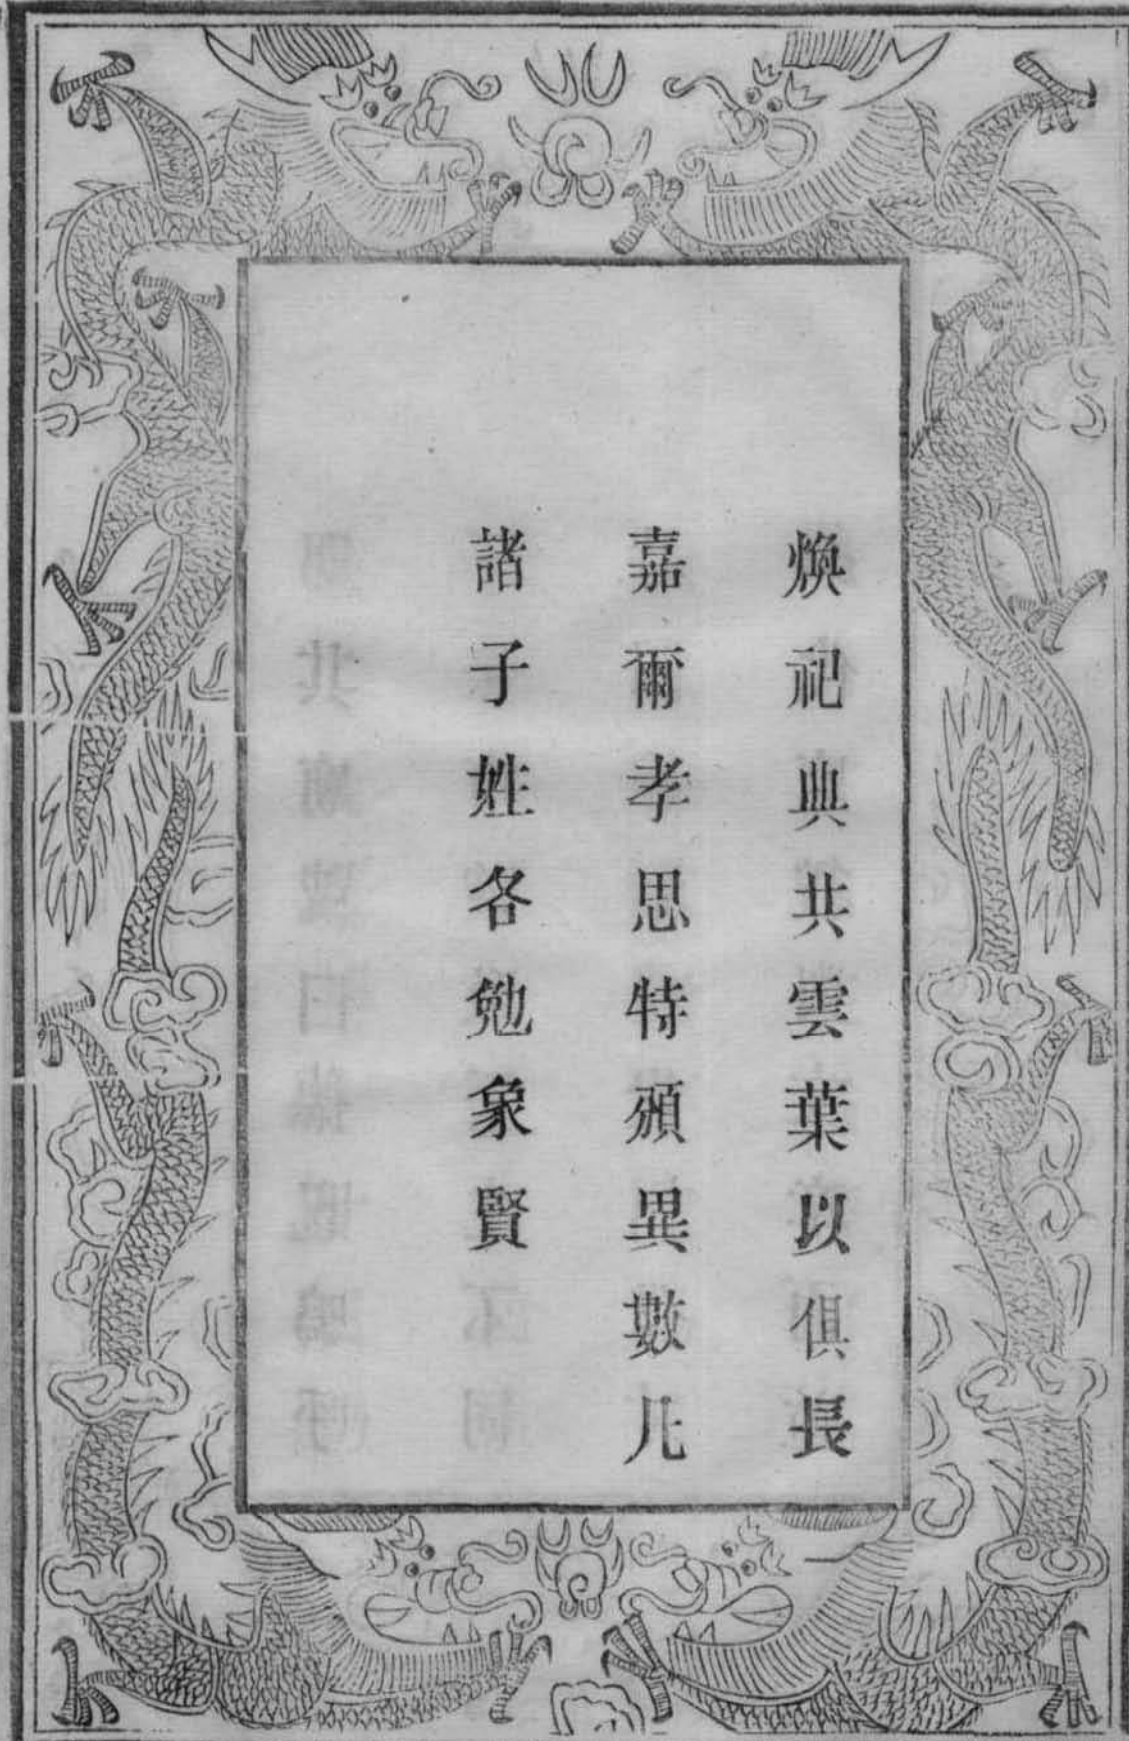 煥祀典共雲葉以俱長
嘉爾孝思特頒異數凡
諸子姓各勉象賢